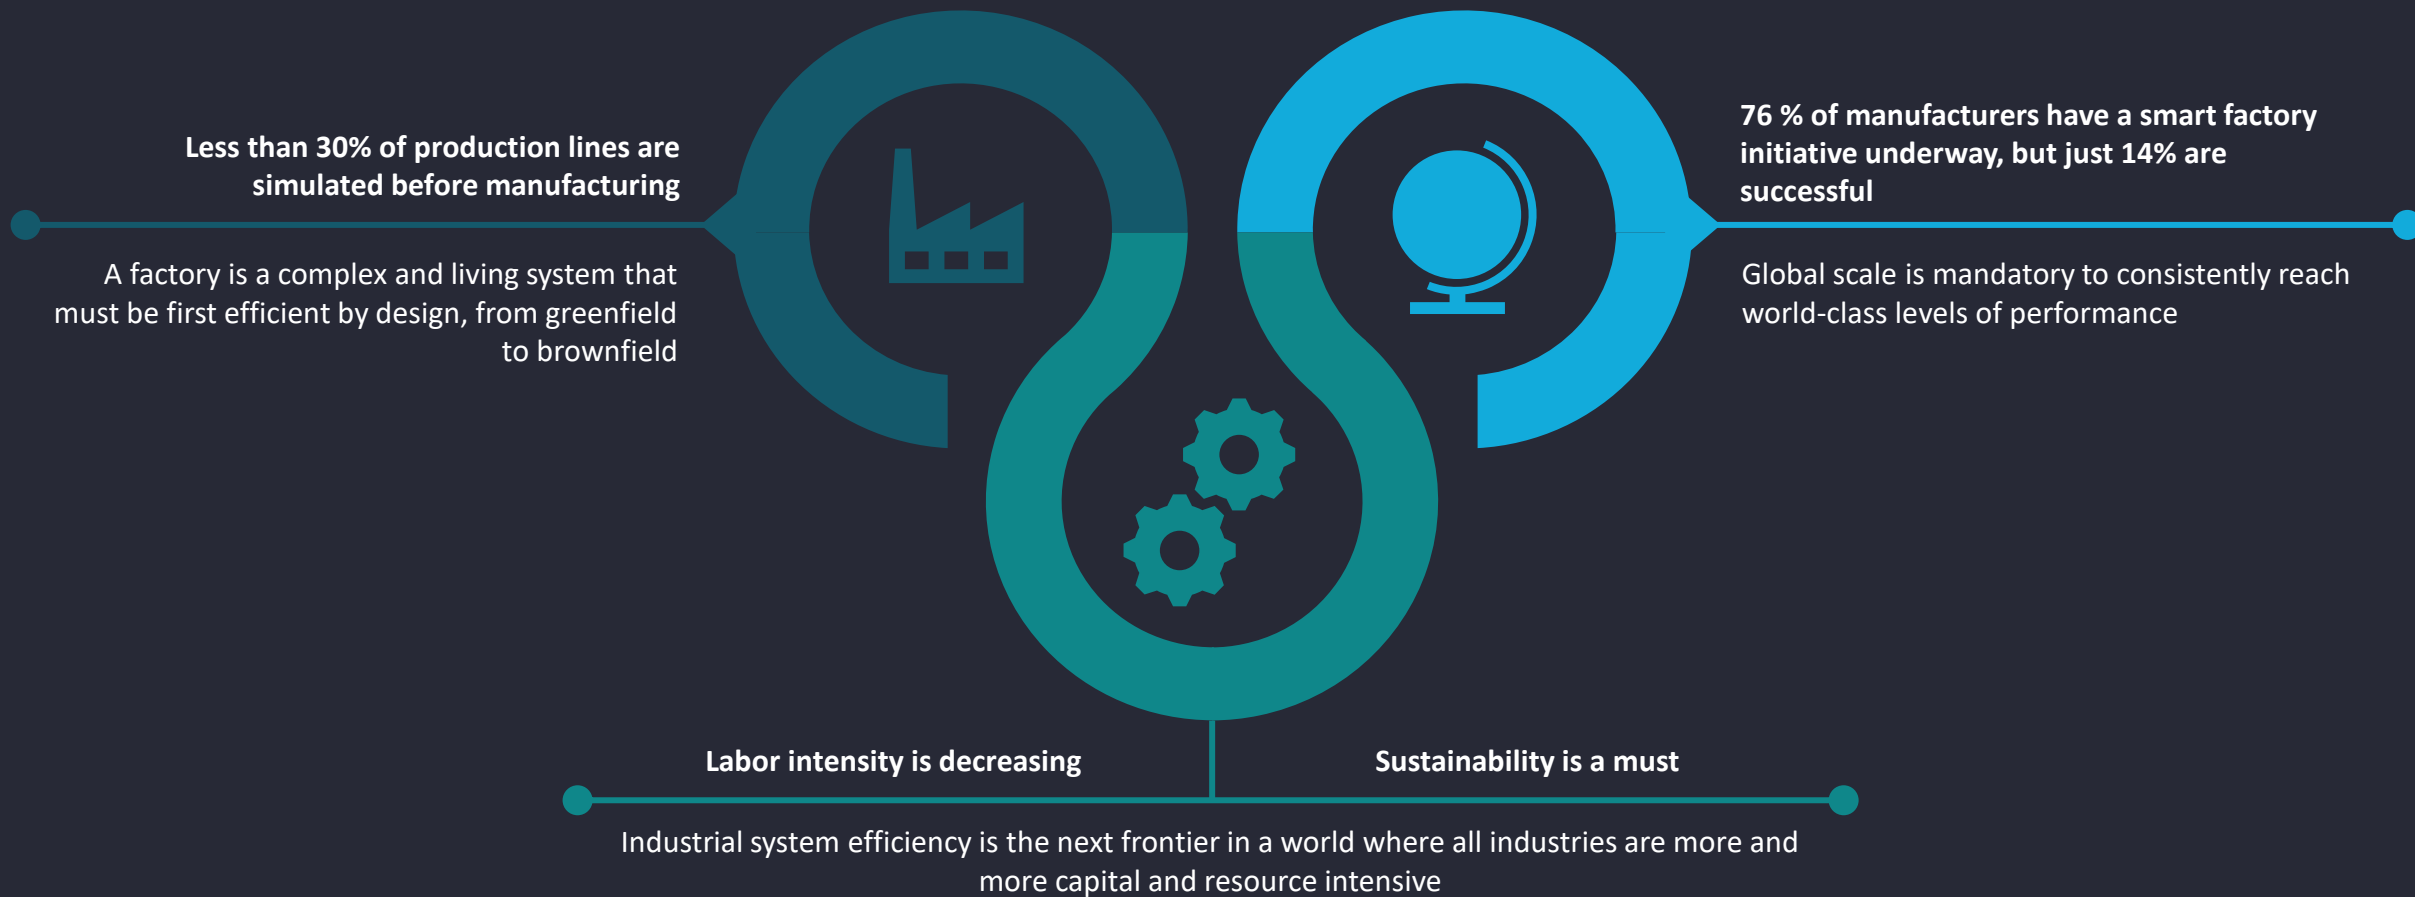 Less than 30% of production lines are
simulated before manufacturing
A factory is a complex and living system that
must be first efficient by design, from greenfield
to brownfield
76 % of manufacturers have a smart factory
initiative underway, but just 14% are
successful
Global scale is mandatory to consistently reach
world-class levels of performance
Labor intensity is decreasing
Sustainability is a must
Industrial system efficiency is the next frontier in a world where all industries are more and
more capital and resource intensive